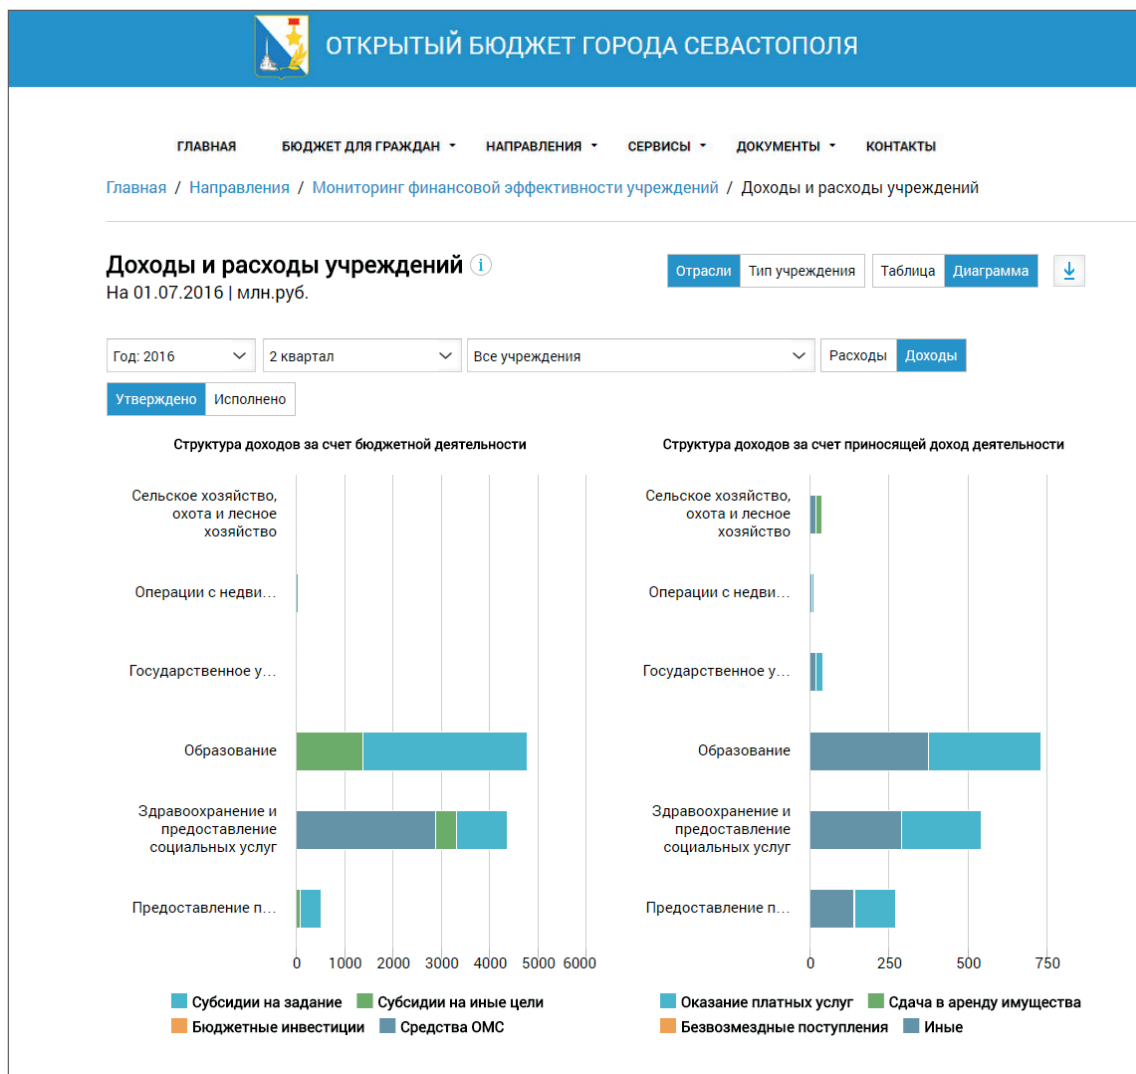 ОТКРЫТЫЙ БЮДЖЕТ ГОРОДА СЕВАСТОПОЛЯ
ГЛАВНАЯ БЮДЖЕТ ДЛЯ ГРАЖДАН НАПРАВЛЕНИЯ СЕРВИСЫ ДОКУМЕНТЫ КОНТАКТЫ
Главная / Направления / Мониторинг финансовой эффективности учреждений / Доходы и расходы учреждений
Доходы и расходы учреждений i
На 01.07.2016 | млн.руб.
Отрасли Тип учреждения Таблица Диаграмма
Год: 2016 2 квартал Все учреждения Расходы Доходы
Утверждено Исполнено
Структура доходов за счет бюджетной деятельности
Сельское хозяйство,
охота и лесное
хозяйство
Операции с недви...
Государственное у...
Образование
Здравоохранение и
предоставление
социальных услуг
Предоставление п...
0 1000 2000 3000 4000 5000 6000
Субсидии на задание Субсидии на иные цели
Бюджетные инвестиции Средства ОМС
Структура доходов за счет приносящей доход деятельности
Сельское хозяйство,
охота и лесное
хозяйство
Операции с недви...
Государственное у...
Образование
Здравоохранение и
предоставление
социальных услуг
Предоставление п...
0 250 500 750
Оказание платных услуг Сдача в аренду имущества
Безвозмездные поступления Иные